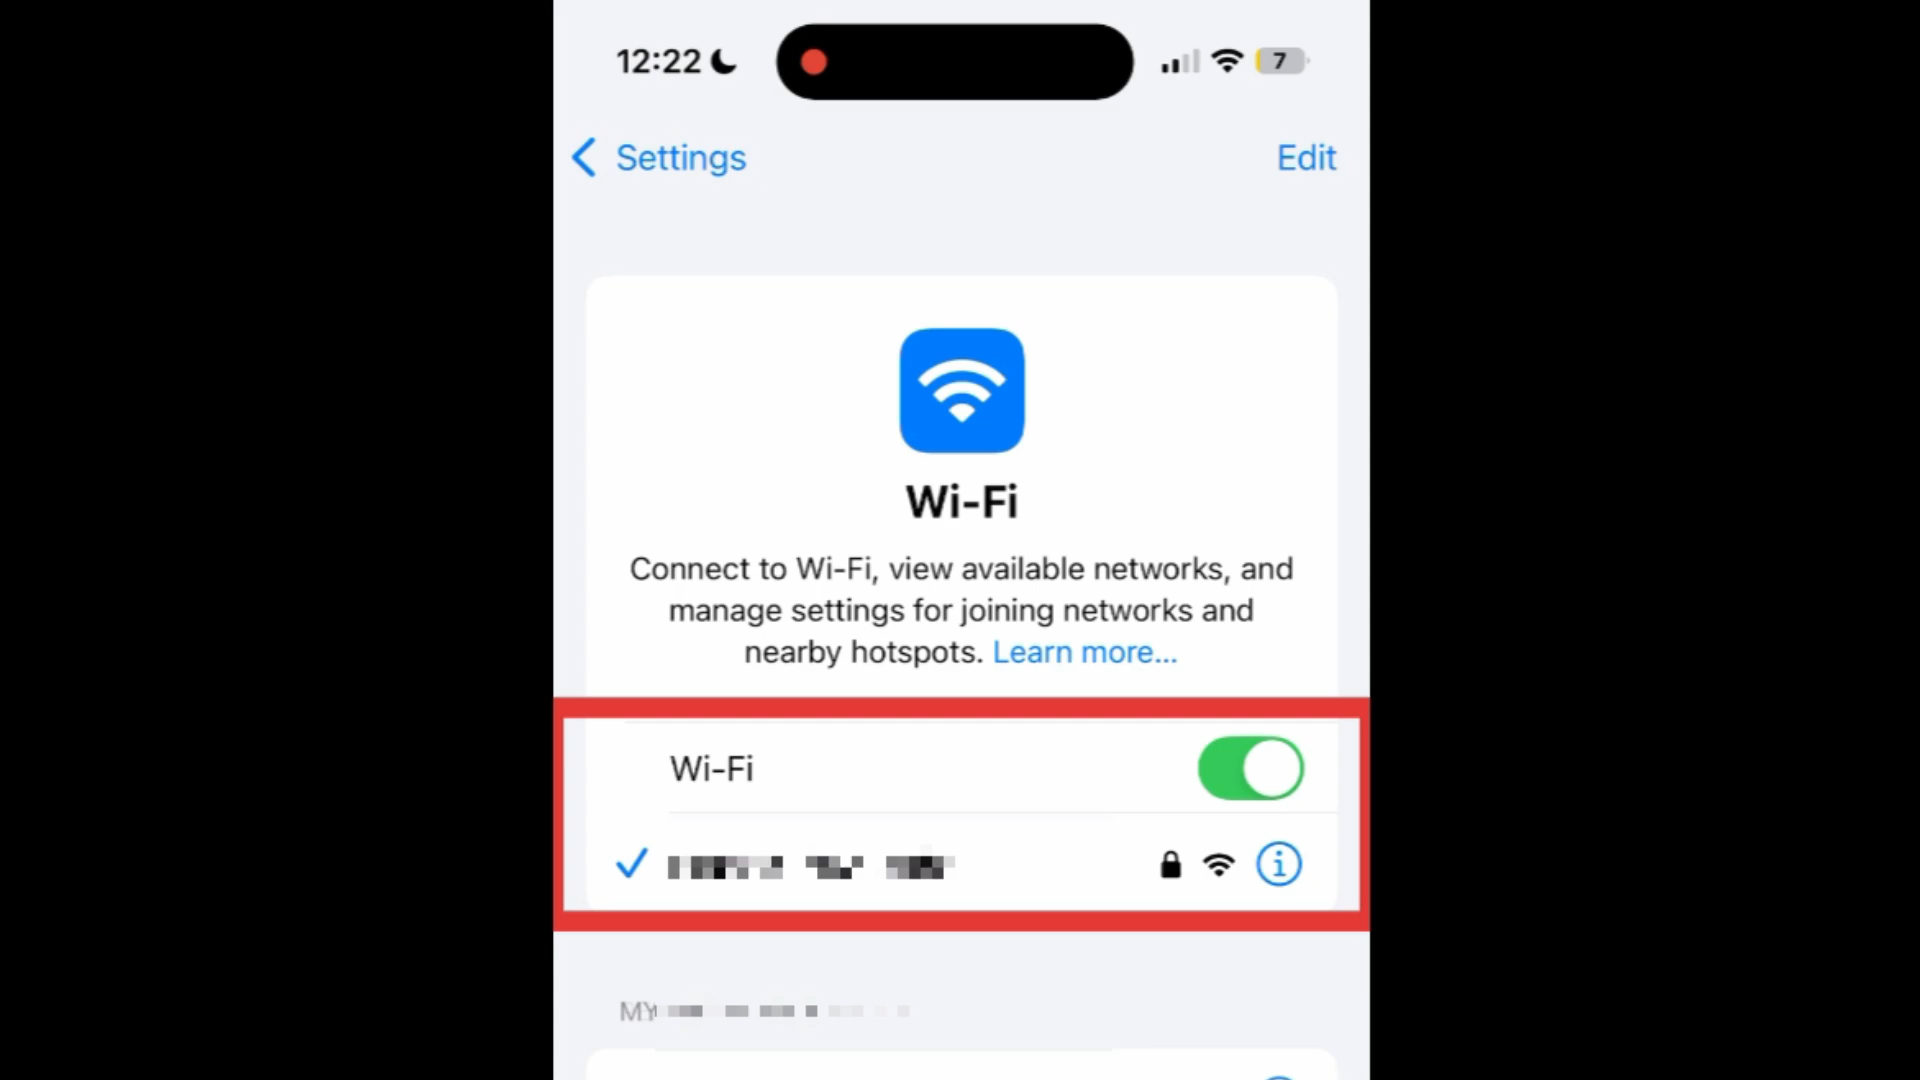 12:22
7
Settings
Edit
Wi-Fi
Connect to Wi-Fi, view available networks, and
manage settings for joining networks and
nearby hotspots. Learn more...
Wi-Fi
MY